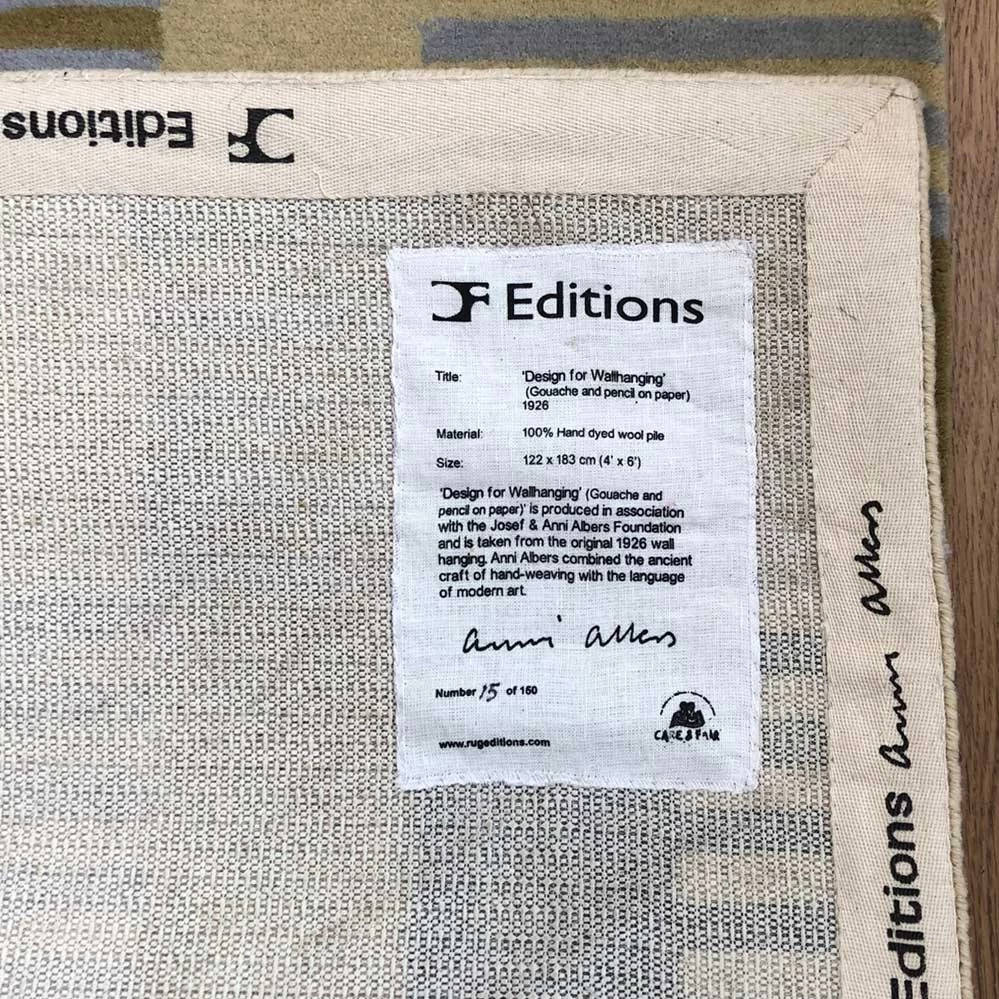 Editions
Editions
Title: 'Design for Wallhanging'
(Gouache and pencil on paper)
1926
Material: 100% Hand dyed wool pile
Size: 122 x 183 cm (4' x 6')
'Design for Wallhanging' (Gouache and
pencil on paper)' is produced in association
with the Josef & Anni Albers Foundation
and is taken from the original 1926 wall
hanging. Anni Albers combined the ancient
craft of hand-weaving with the language
of modern art.
anni albers
Number 15 of 150
CARE & FAIR
www.rugeditions.com
Editions anni albers